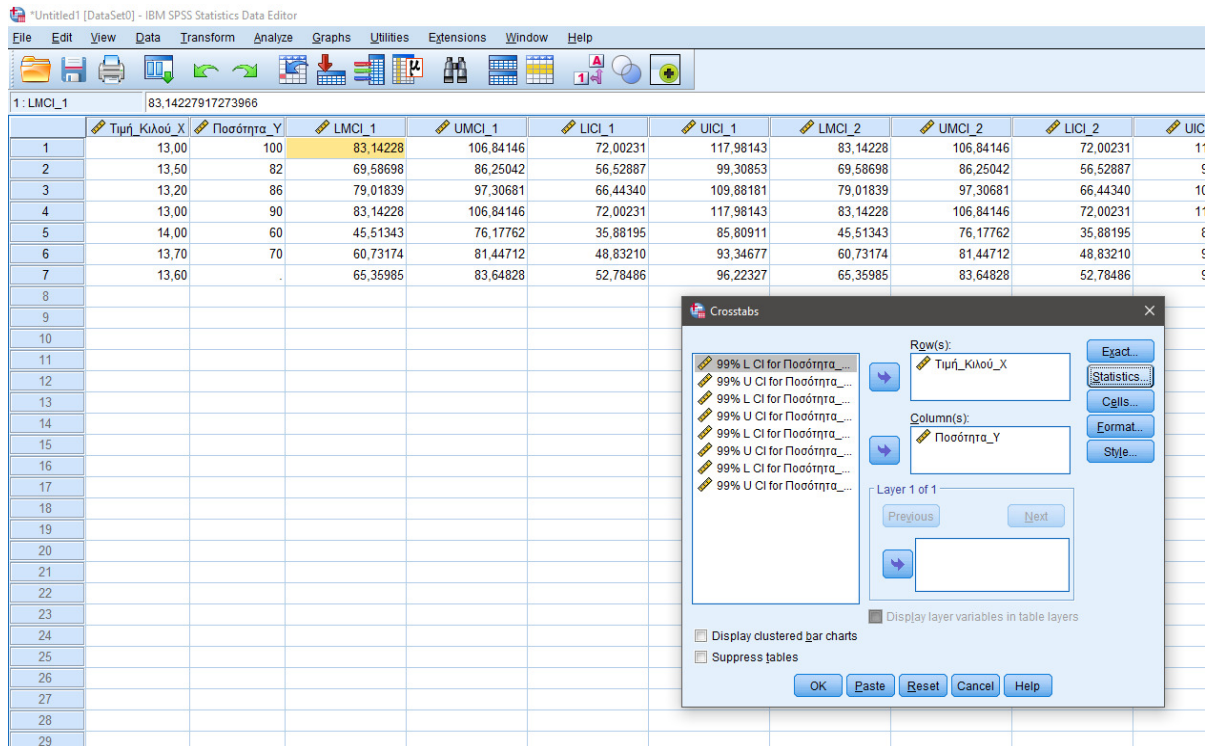 *Untitled1 [DataSet0] - IBM SPSS Statistics Data Editor
File Edit View Data Transform Analyze Graphs Utilities Extensions Window Help
1 : LMCI_1 83,14227917273966
Τιμή_Κιλού_Χ Ποσότητα_Υ LMCI_1 UMCI_1 LICI_1 UICI_1 LMCI_2 UMCI_2 LICI_2 UIC
1 13,00 100 83,14228 106,84146 72,00231 117,98143 83,14228 106,84146 72,00231 11
2 13,50 82 69,58698 86,25042 56,52887 99,30853 69,58698 86,25042 56,52887 9
3 13,20 86 79,01839 97,30681 66,44340 109,88181 79,01839 97,30681 66,44340 10
4 13,00 90 83,14228 106,84146 72,00231 117,98143 83,14228 106,84146 72,00231 11
5 14,00 60 45,51343 76,17762 35,88195 85,80911 45,51343 76,17762 35,88195 8
6 13,70 70 60,73174 81,44712 48,83210 93,34677 60,73174 81,44712 48,83210 9
7 13,60 . 65,35985 83,64828 52,78486 96,22327 65,35985 83,64828 52,78486 9
8
9
10
11
12
13
14
15
16
17
18
19
20
21
22
23
24
25
26
27
28
29
Crosstabs
99% L CI for Ποσότητα_...
99% U CI for Ποσότητα_...
99% L CI for Ποσότητα_...
99% U CI for Ποσότητα_...
99% L CI for Ποσότητα_...
99% U CI for Ποσότητα_...
99% L CI for Ποσότητα_...
99% U CI for Ποσότητα_...
Row(s):
Τιμή_Κιλού_Χ
Column(s):
Ποσότητα_Υ
Layer 1 of 1
Previous Next
Display layer variables in table layers
Exact...
Statistics...
Cells...
Format...
Style...
Display clustered bar charts
Suppress tables
OK Paste Reset Cancel Help